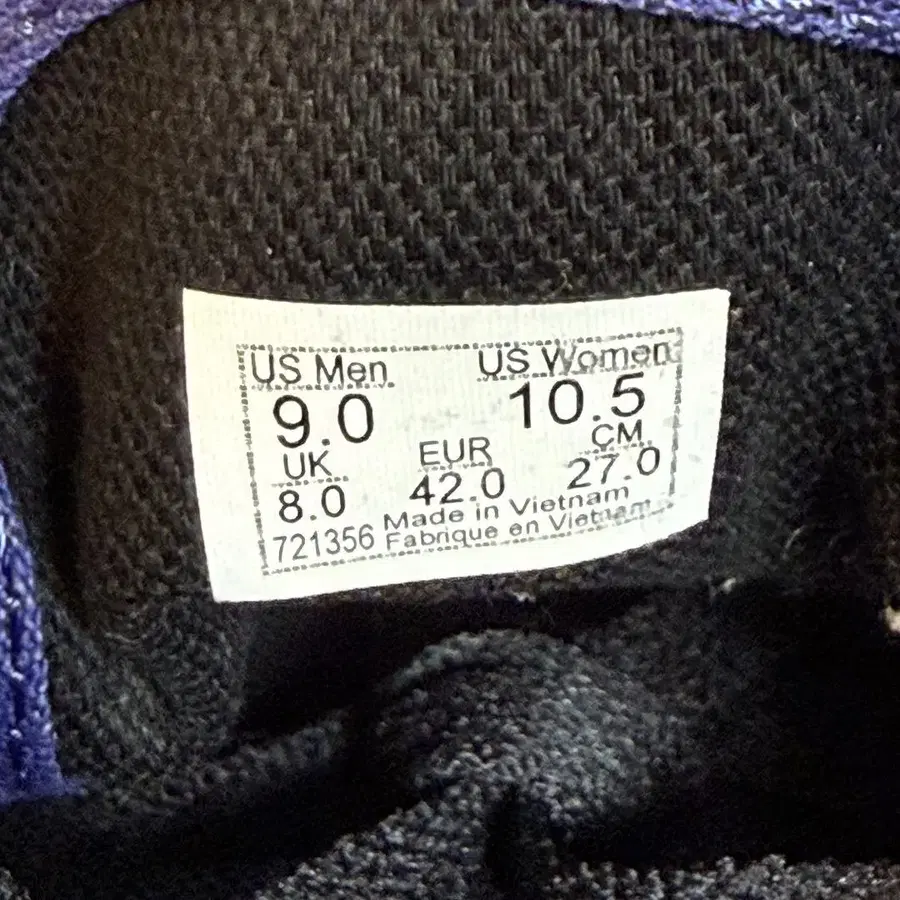 US Men US Women
9.0 10.5
UK EUR CM
8.0 42.0 27.0
Made in Vietnam
721356 Fabrique en Vietnam